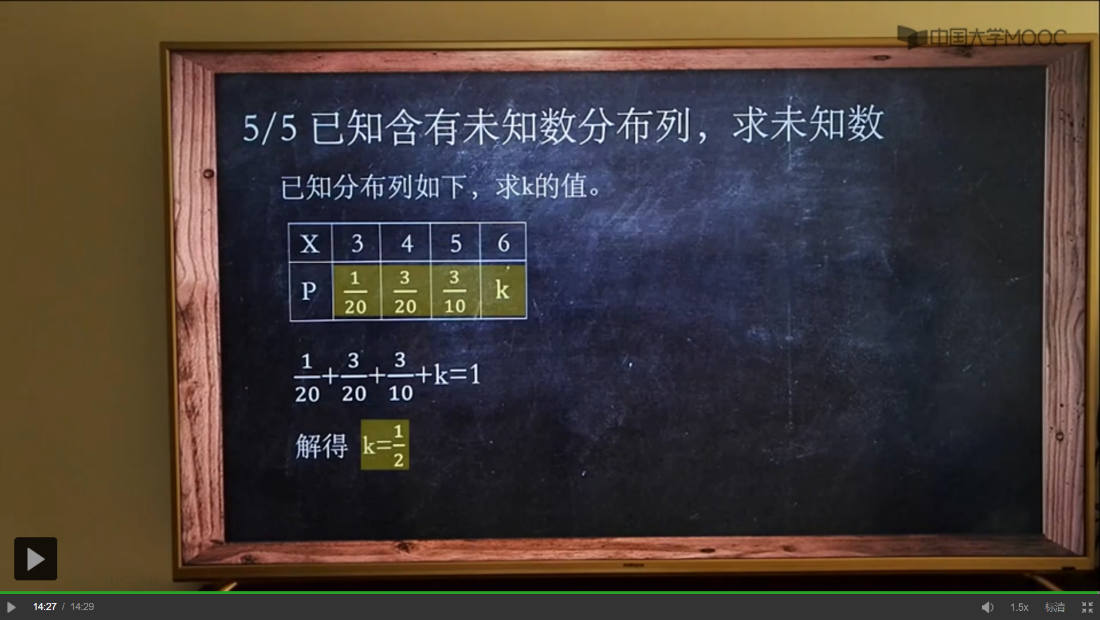 中国大学MOOC
5/5 已知含有未知数分布列，求未知数
已知分布列如下，求k的值。
X 3 4 5 6
P 1/20 3/20 3/10 k
1/20+3/20+3/10+k=1
解得 k=1/2
14:27 / 14:29 1.5x 标清